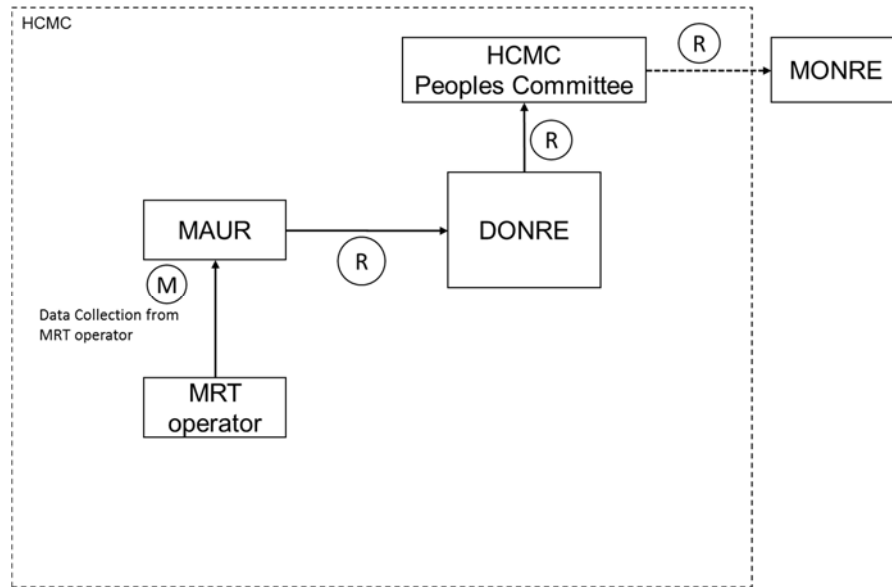 HCMC
HCMC
Peoples Committee
R
MONRE
R
MAUR
R
DONRE
M
Data Collection from
MRT operator
MRT
operator